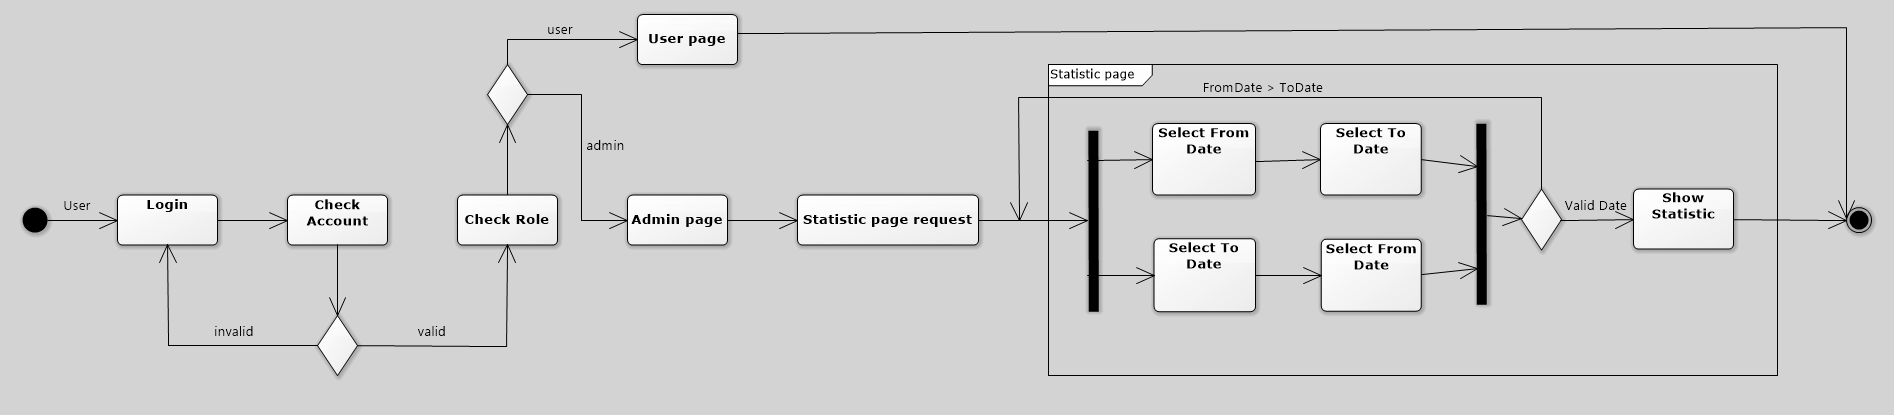 user
User page
Statistic page
FromDate > ToDate
Select From
Date
Select To
Date
admin
User
Login
Check
Account
Check Role
Admin page
Statistic page request
Valid Date
Show
Statistic
Select To
Date
Select From
Date
invalid
valid